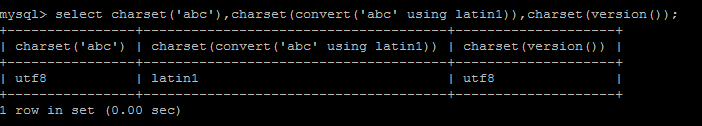 mysql> select charset('abc'),charset(convert('abc' using latin1)),charset(version());
+----------------+--------------------------------------+--------------------+
| charset('abc') | charset(convert('abc' using latin1)) | charset(version()) |
+----------------+--------------------------------------+--------------------+
| utf8           | latin1                               | utf8               |
+----------------+--------------------------------------+--------------------+
1 row in set (0.00 sec)